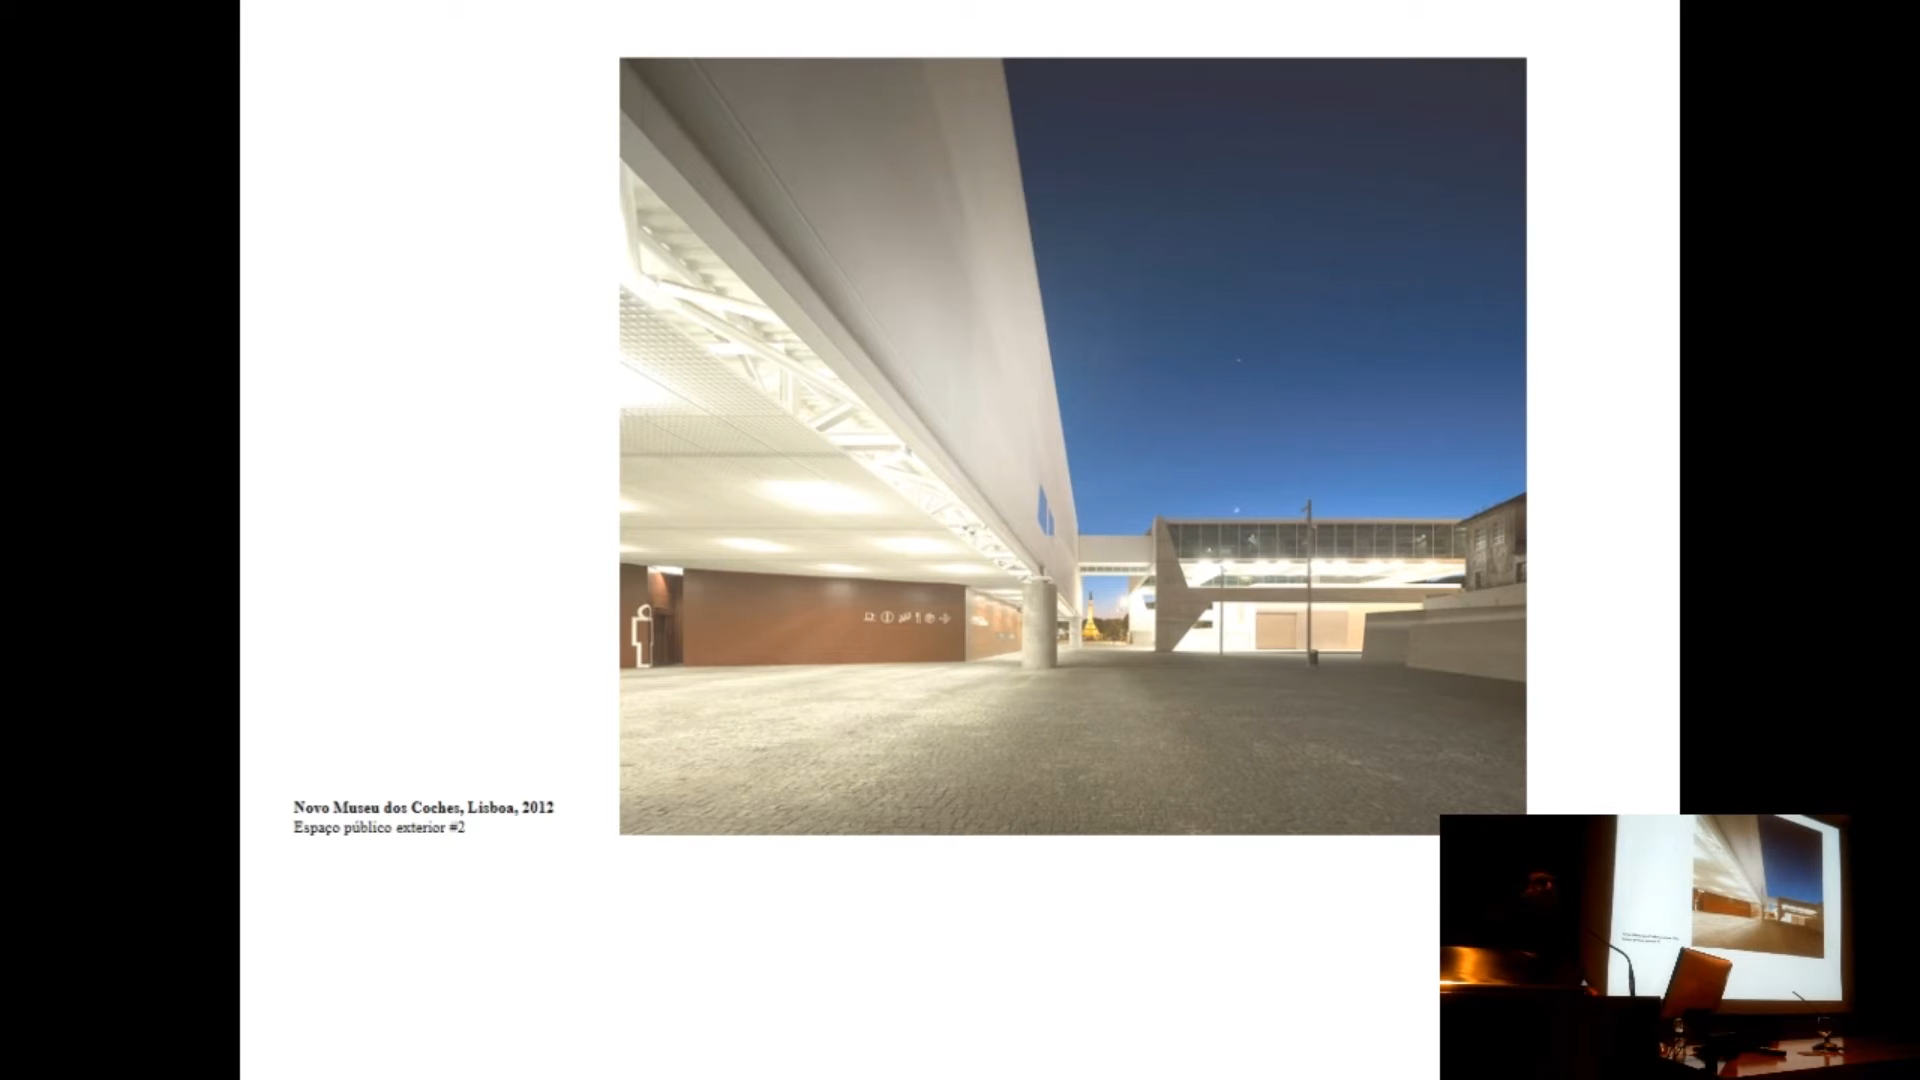 Novo Museu dos Coches, Lisboa, 2012
Espaço público exterior #2